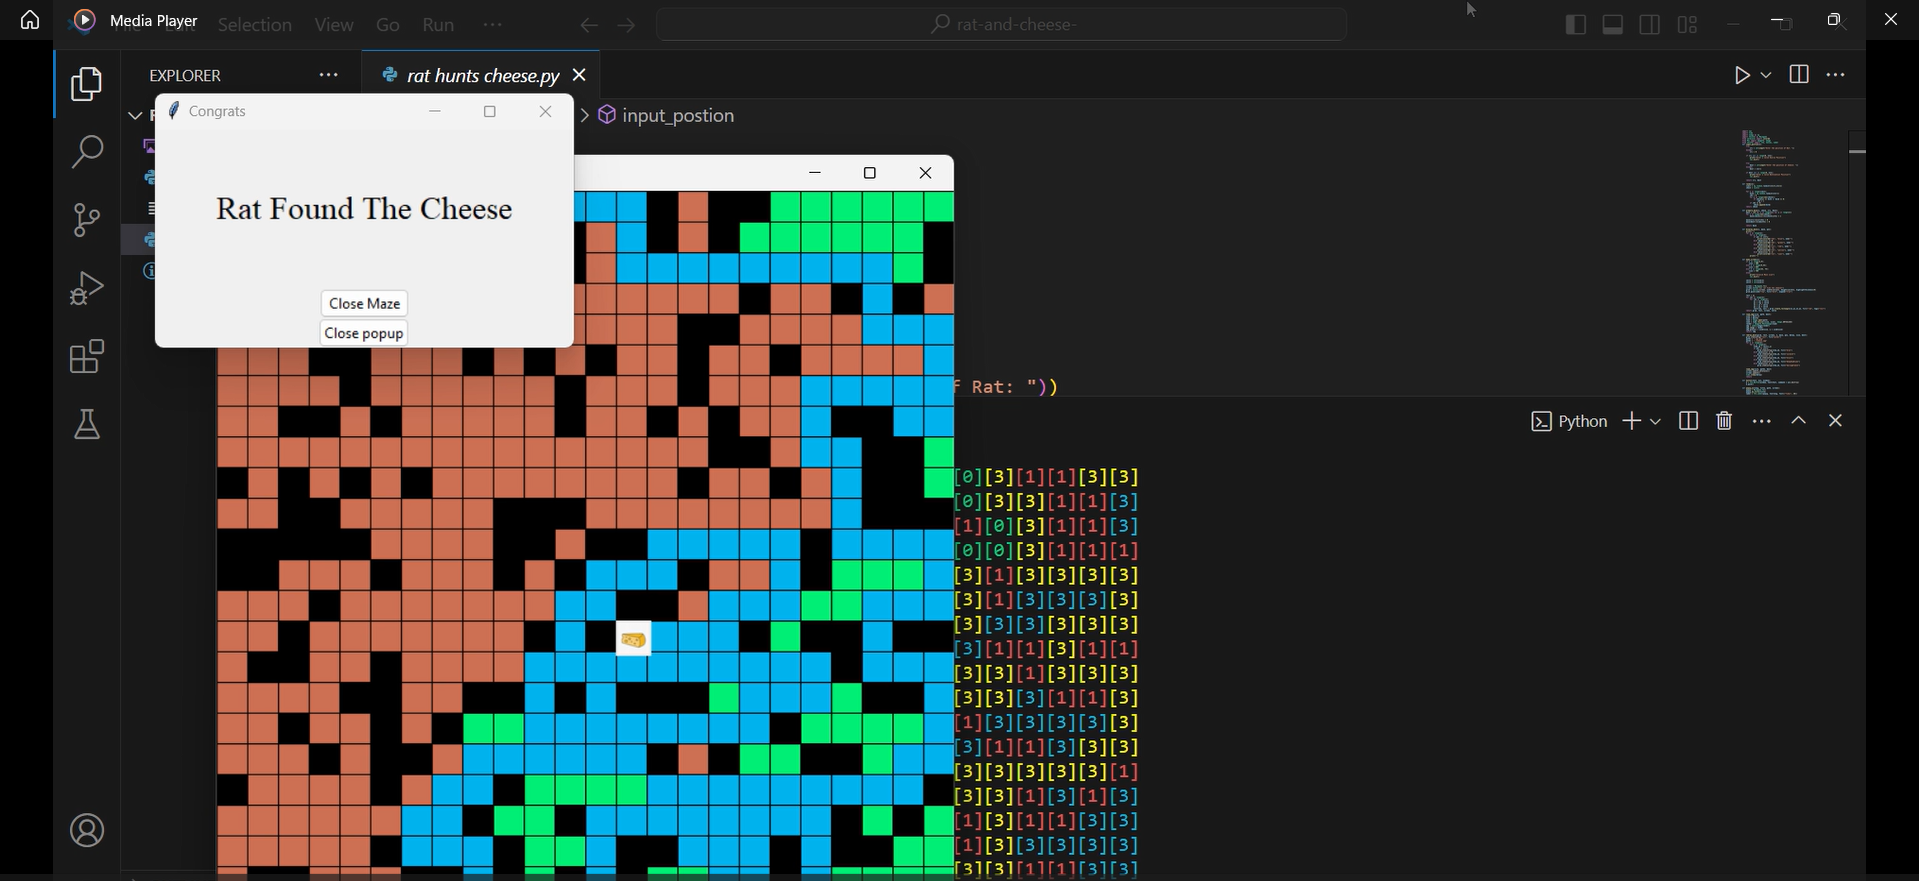 Media Player
Edit Selection View Go Run ···
rat-and-cheese-
EXPLORER ···
rat hunts cheese.py
input_postion
Congrats
Rat Found The Cheese
Close Maze
Close popup
f Rat: "))
Python
[0][3][1][1][3][3]
[0][3][3][1][1][3]
[1][0][3][1][1][3]
[0][0][3][1][1][1]
[3][1][3][3][3][3]
[3][1][3][3][3][3]
[3][3][3][3][3][3]
[3][1][1][3][1][1]
[3][3][1][3][3][3]
[3][3][3][1][1][3]
[1][3][3][3][3][3]
[3][1][1][3][3][3]
[3][3][3][3][3][1]
[3][3][1][3][1][3]
[1][3][1][1][3][3]
[1][3][3][3][3][3]
[3][3][1][1][3][3]